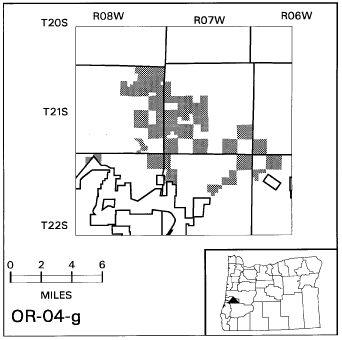 R08W R07W R06W
T20S
T21S
T22S
0 2 4 6
MILES
OR-04-g